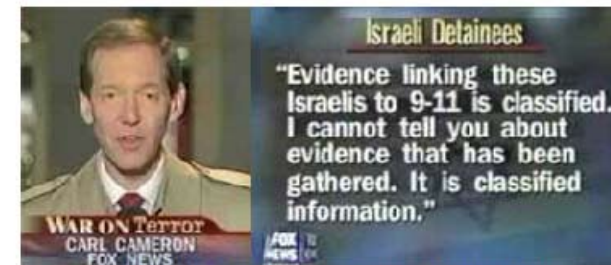 WAR ON Terror
CARL CAMERON
FOX NEWS
Israeli Detainees
“Evidence linking these
Israelis to 9-11 is classified.
I cannot tell you about
evidence that has been
gathered. It is classified
information.”
FOX
NEWS